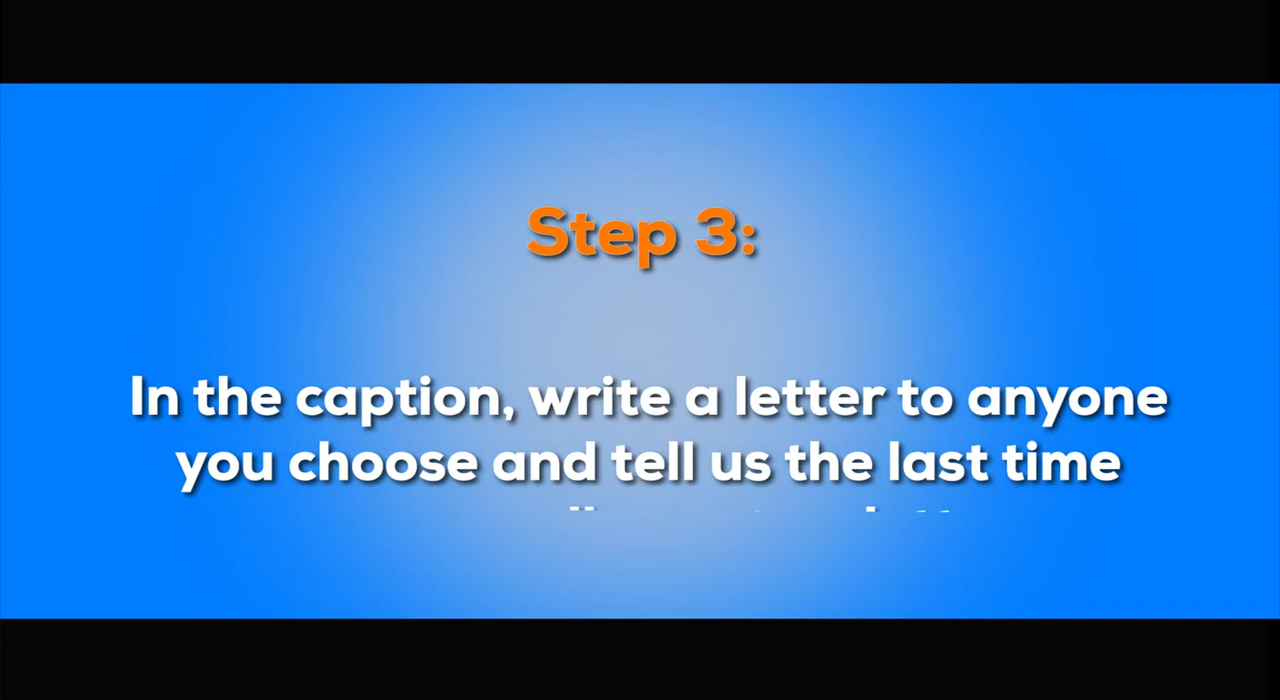 Step 3:
In the caption, write a letter to anyone
you choose and tell us the last time